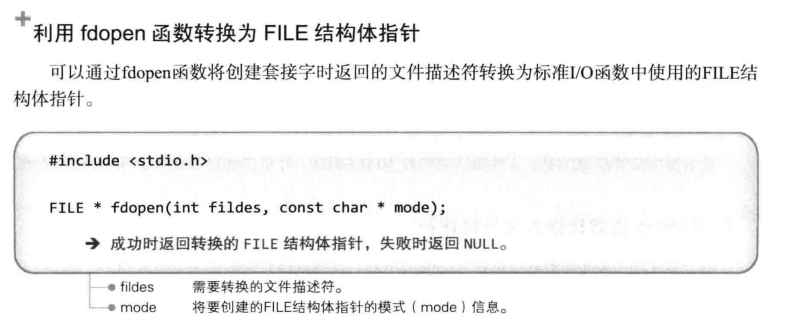 利用 fdopen 函数转换为 FILE 结构体指针
可以通过fdopen函数将创建套接字时返回的文件描述符转换为标准I/O函数中使用的FILE结
构体指针。
#include <stdio.h>
FILE * fdopen(int fildes, const char * mode);
➔ 成功时返回转换的 FILE 结构体指针，失败时返回 NULL。
● fildes 需要转换的文件描述符。
● mode 将要创建的FILE结构体指针的模式（mode）信息。